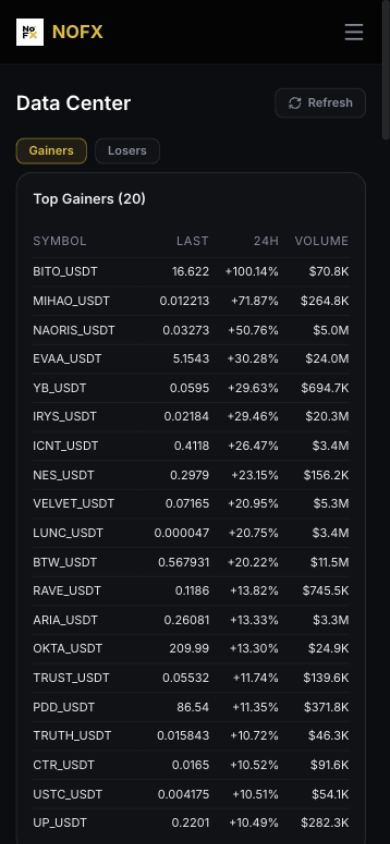 NOFX
NOFX
Data Center
Refresh
Gainers Losers
Top Gainers (20)
SYMBOL LAST 24H VOLUME
BITO_USDT 16.622 +100.14% $70.8K
MIHAO_USDT 0.012213 +71.87% $264.8K
NAORIS_USDT 0.03273 +50.76% $5.0M
EVAA_USDT 5.1543 +30.28% $24.0M
YB_USDT 0.0595 +29.63% $694.7K
IRYS_USDT 0.02184 +29.46% $20.3M
ICNT_USDT 0.4118 +26.47% $3.4M
NES_USDT 0.2979 +23.15% $156.2K
VELVET_USDT 0.07165 +20.95% $5.3M
LUNC_USDT 0.000047 +20.75% $3.4M
BTW_USDT 0.567931 +20.22% $11.5M
RAVE_USDT 0.1186 +13.82% $745.5K
ARIA_USDT 0.26081 +13.33% $3.3M
OKTA_USDT 209.99 +13.30% $24.9K
TRUST_USDT 0.05532 +11.74% $139.6K
PDD_USDT 86.54 +11.35% $371.8K
TRUTH_USDT 0.015843 +10.72% $46.3K
CTR_USDT 0.0165 +10.52% $91.6K
USTC_USDT 0.004175 +10.51% $54.1K
UP_USDT 0.2201 +10.49% $282.3K